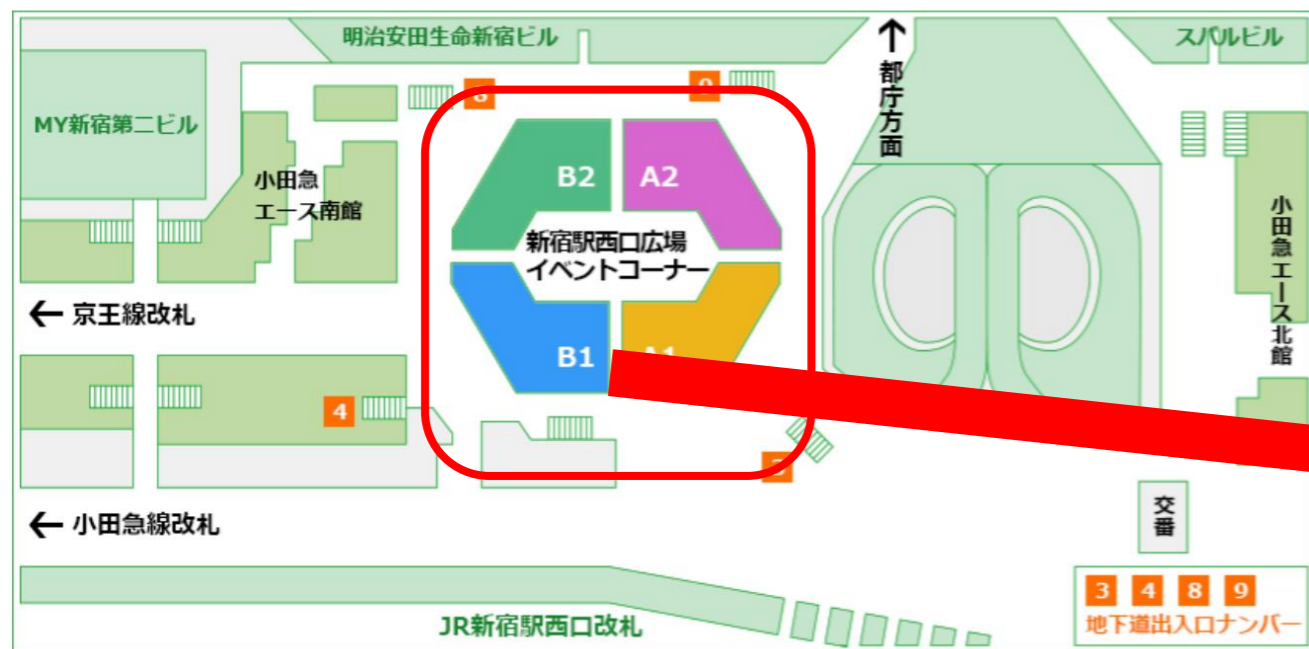 明治安田生命新宿ビル
スバルビル
都庁方面
8
9
MY新宿第二ビル
小田急
エース南館
B2
A2
新宿駅西口広場
イベントコーナー
小田急エース北館
← 京王線改札
B1
4
← 小田急線改札
交番
3 4 8 9
地下道出入口ナンバー
JR新宿駅西口改札